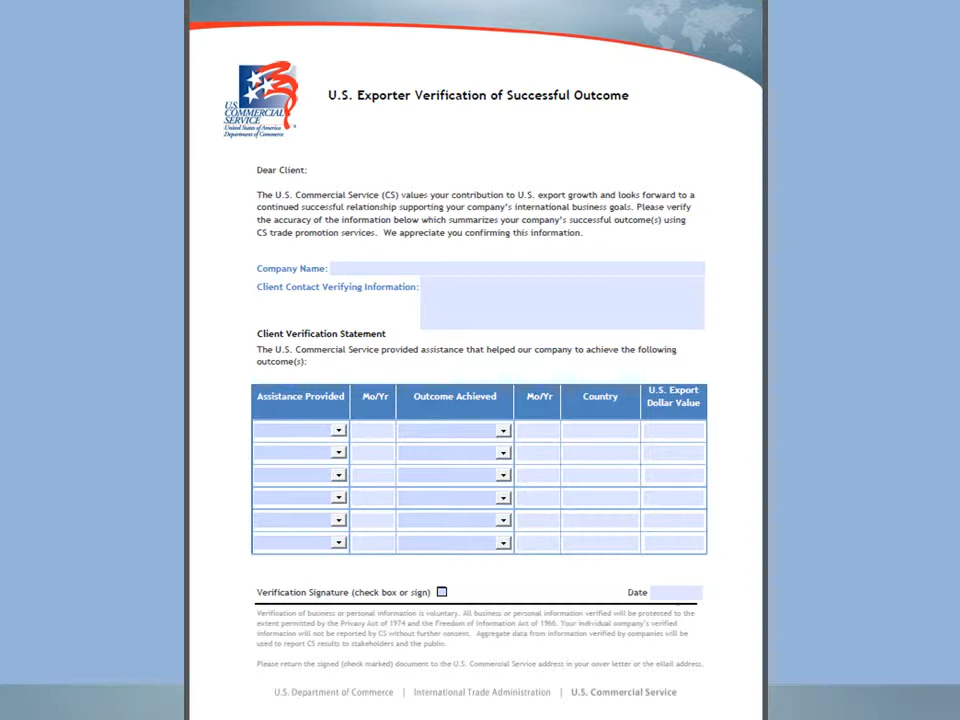 U.S.
COMMERCIAL
SERVICE
United States of America
Department of Commerce
U.S. Exporter Verification of Successful Outcome
Dear Client:
The U.S. Commercial Service (CS) values your contribution to U.S. export growth and looks forward to a
continued successful relationship supporting your company's international business goals. Please verify
the accuracy of the information below which summarizes your company's successful outcome(s) using
CS trade promotion services. We appreciate you confirming this information.
Company Name:
Client Contact Verifying Information:
Client Verification Statement
The U.S. Commercial Service provided assistance that helped our company to achieve the following
outcome(s):
Assistance Provided Mo/Yr Outcome Achieved Mo/Yr Country U.S. Export
Dollar Value
Verification Signature (check box or sign) Date
Verification of business or personal information is voluntary. All business or personal information verified will be protected to the
extent permitted by the Privacy Act of 1974 and the Freedom of Information Act of 1966. Your individual company's verified
information will not be reported by CS without further consent. Aggregate data from information verified by companies will be
used to report CS results to stakeholders and the public.
Please return the signed (check marked) document to the U.S. Commercial Service address in your cover letter or the eMail address.
U.S. Department of Commerce | International Trade Administration | U.S. Commercial Service